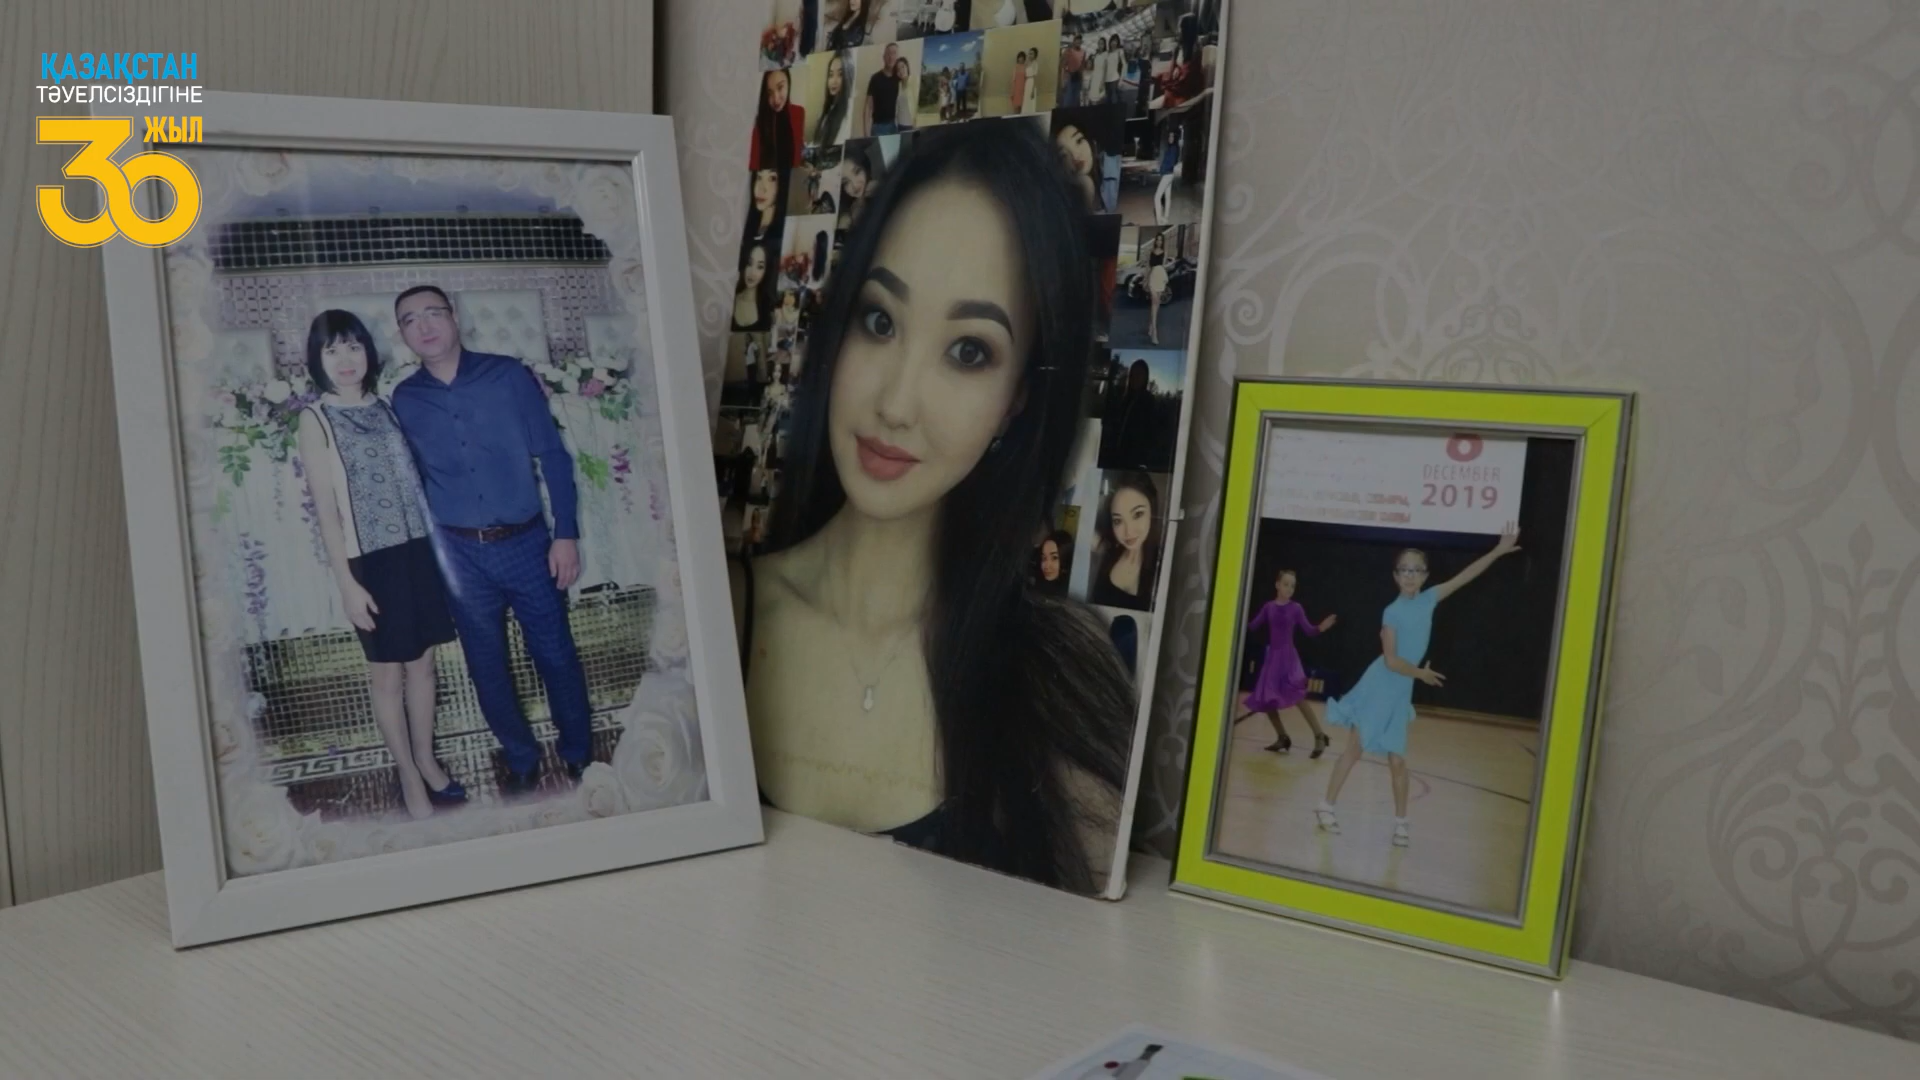 ҚАЗАҚСТАН
ТӘУЕЛСІЗДІГІНЕ
30 ЖЫЛ
8
DECEMBER
2019